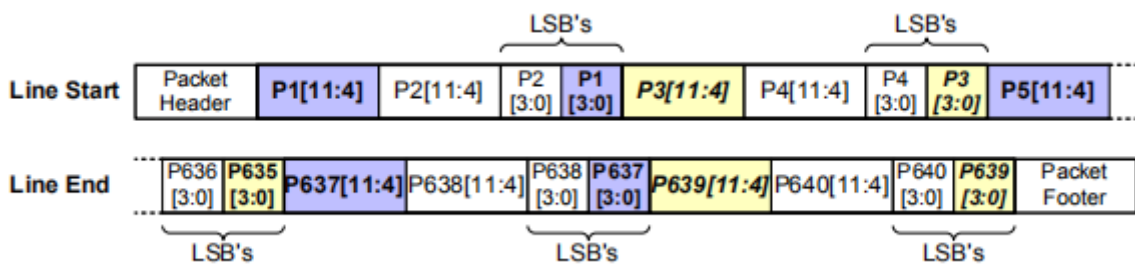 LSB's LSB's
Line Start Packet Header P1[11:4] P2[11:4] P2 [3:0] P1 [3:0] P3[11:4] P4[11:4] P4 [3:0] P3 [3:0] P5[11:4]
Line End P636 [3:0] P635 [3:0] P637[11:4] P638[11:4] P638 [3:0] P637 [3:0] P639[11:4] P640[11:4] P640 [3:0] P639 [3:0] Packet Footer
LSB's LSB's LSB's